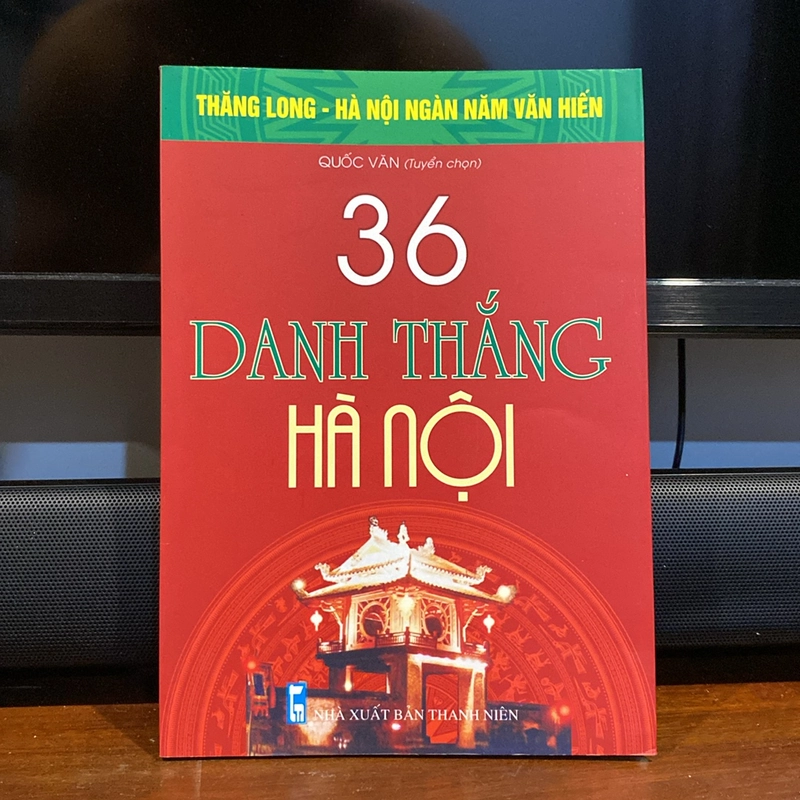 THĂNG LONG - HÀ NỘI NGÀN NĂM VĂN HIẾN
QUỐC VĂN (Tuyển chọn)
36
DANH THẮNG
HÀ NỘI
NHÀ XUẤT BẢN THANH NIÊN